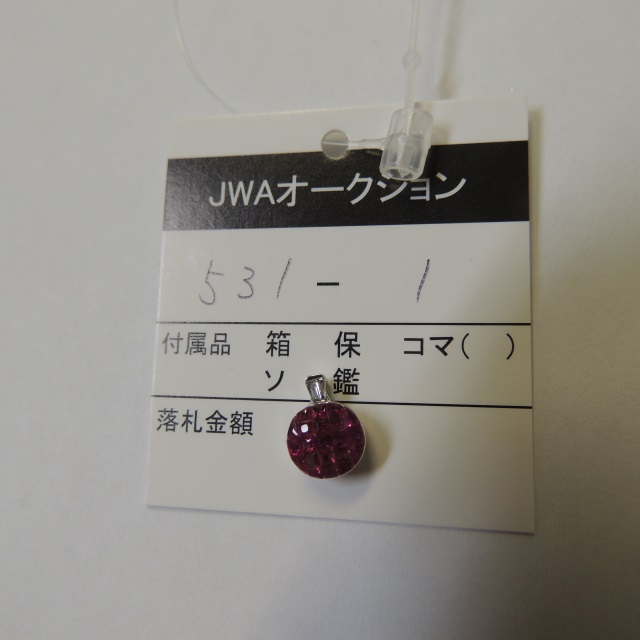 JWAオークション
531 - 1
付属品 箱 保 コマ( )
ソ 鑑
落札金額